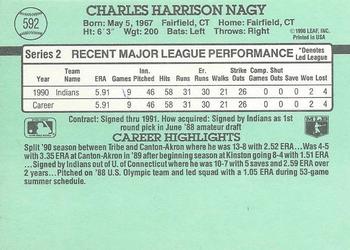 592
CHARLES HARRISON NAGY
Born: May 5, 1967 Fairfield, CT Home: Fairfield, CT
Ht: 6'3" Wgt: 200 Bats: Left Throws: Right
©1990 LEAF, INC.
Printed in USA
Series 2 RECENT MAJOR LEAGUE PERFORMANCE *Denotes Led League
ERA Games Innings Pitched Hits Runs Earned Runs Walks Strike Outs Comp. Games Shut Outs Saves Won Lost
1990 Indians 5.91 9 46 58 31 30 21 26 0 0 0 2 4
Career 5.91 9 46 58 31 30 21 26 0 0 0 2 4
Contract: Signed thru 1991. How acquired: Signed by Indians as 1st
round pick in June '88 amateur draft
CAREER HIGHLIGHTS
Split '90 season between Tribe and Canton-Akron where he was 13-8 with 2.52 ERA... Was 4-5
with 3.35 ERA at Canton-Akron in '89 after beginning season at Kinston going 8-4 with 1.51 ERA...
Signed by Indians out of U. of Connecticut where he was 10-7 with 5 saves and 2.59 ERA over
2 years... Pitched on '88 U.S. Olympic team and led squad with a 1.05 ERA during 53-game
summer schedule.